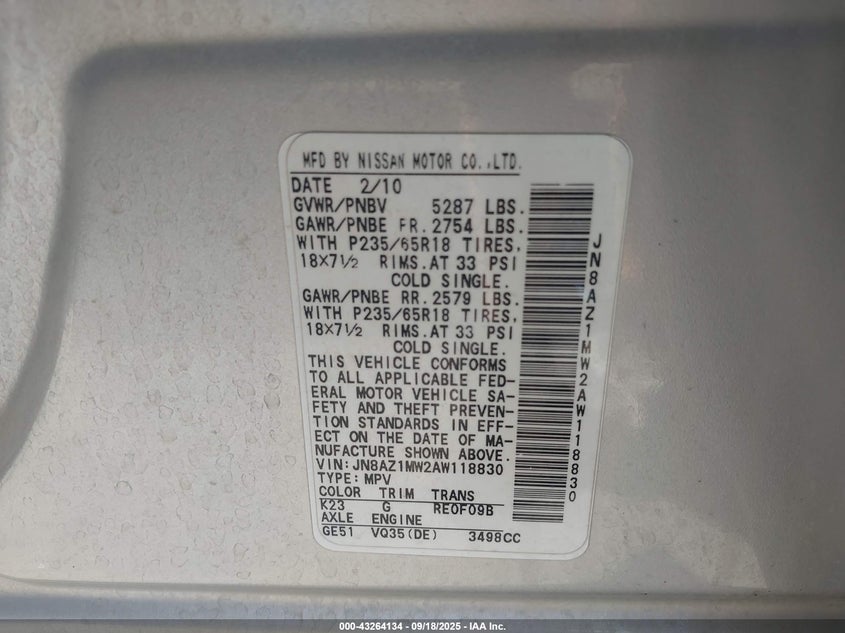 MFD BY NISSAN MOTOR CO.,LTD.
DATE 2/10
GVWR/PNBV 5287 LBS.
GAWR/PNBE FR.2754 LBS.
WITH P235/65R18 TIRES.
18X7½ RIMS.AT 33 PSI
COLD SINGLE.
GAWR/PNBE RR.2579 LBS.
WITH P235/65R18 TIRES.
18X7½ RIMS.AT 33 PSI
COLD SINGLE.
THIS VEHICLE CONFORMS
TO ALL APPLICABLE FED-
ERAL MOTOR VEHICLE SA-
FETY AND THEFT PREVEN-
TION STANDARDS IN EFF-
ECT ON THE DATE OF MA-
NUFACTURE SHOWN ABOVE.
VIN:JN8AZ1MW2AW118830
TYPE:MPV
COLOR TRIM TRANS
K23 G RE0F09B
AXLE ENGINE
GE51 VQ35(DE) 3498CC
JN8AZ1MW2AW118830
000-43264134 - 09/18/2025 - IAA Inc.